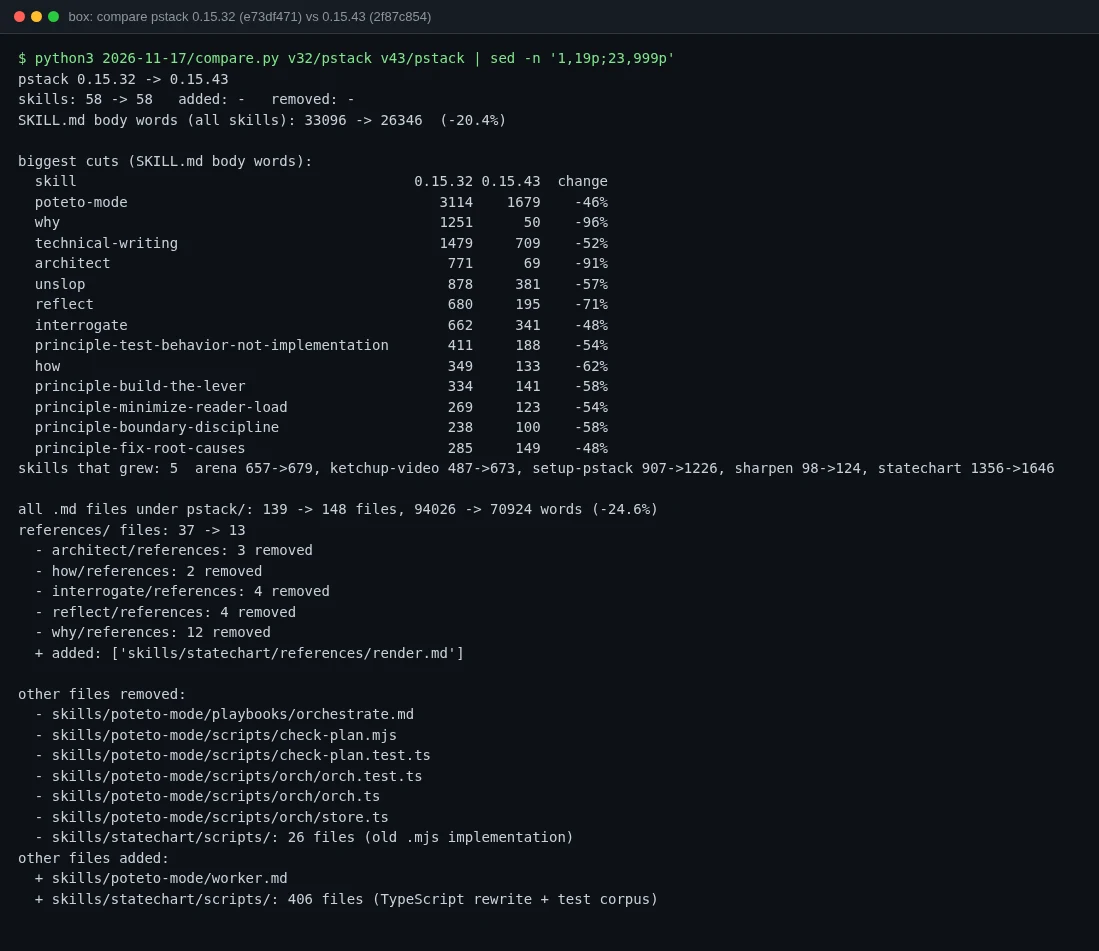 box: compare pstack 0.15.32 (e73df471) vs 0.15.43 (2f87c854)
$ python3 2026-11-17/compare.py v32/pstack v43/pstack | sed -n '1,19p;23,999p'
pstack 0.15.32 -> 0.15.43
skills: 58 -> 58   added: -   removed: -
SKILL.md body words (all skills): 33096 -> 26346  (-20.4%)
biggest cuts (SKILL.md body words):
skill                                        0.15.32 0.15.43  change
poteto-mode                                     3114    1679    -46%
why                                             1251      50    -96%
technical-writing                               1479     709    -52%
architect                                        771      69    -91%
unslop                                           878     381    -57%
reflect                                          680     195    -71%
interrogate                                      662     341    -48%
principle-test-behavior-not-implementation       411     188    -54%
how                                              349     133    -62%
principle-build-the-lever                        334     141    -58%
principle-minimize-reader-load                   269     123    -54%
principle-boundary-discipline                    238     100    -58%
principle-fix-root-causes                        285     149    -48%
skills that grew: 5  arena 657->679, ketchup-video 487->673, setup-pstack 907->1226, sharpen 98->124, statechart 1356->1646
all .md files under pstack/: 139 -> 148 files, 94026 -> 70924 words (-24.6%)
references/ files: 37 -> 13
- architect/references: 3 removed
- how/references: 2 removed
- interrogate/references: 4 removed
- reflect/references: 4 removed
- why/references: 12 removed
+ added: ['skills/statechart/references/render.md']
other files removed:
- skills/poteto-mode/playbooks/orchestrate.md
- skills/poteto-mode/scripts/check-plan.mjs
- skills/poteto-mode/scripts/check-plan.test.ts
- skills/poteto-mode/scripts/orch/orch.test.ts
- skills/poteto-mode/scripts/orch/orch.ts
- skills/poteto-mode/scripts/orch/store.ts
- skills/statechart/scripts/: 26 files (old .mjs implementation)
other files added:
+ skills/poteto-mode/worker.md
+ skills/statechart/scripts/: 406 files (TypeScript rewrite + test corpus)